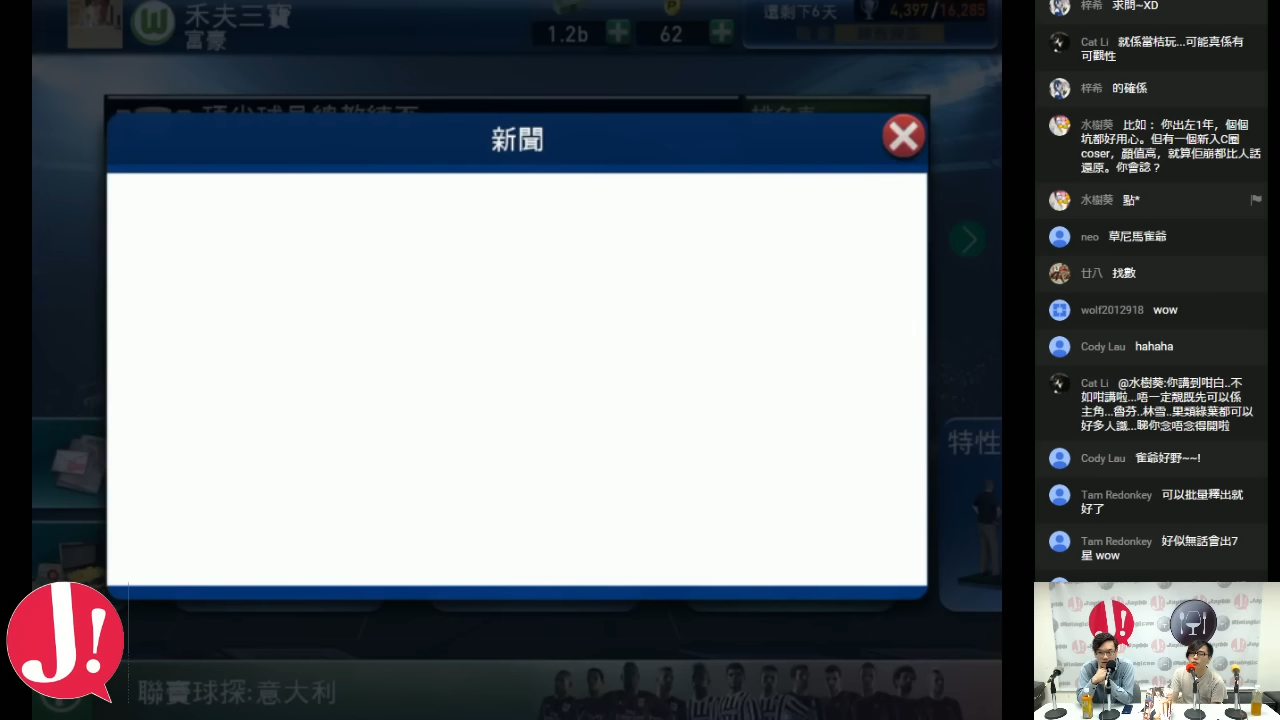 禾夫三寶
富豪
1.2b
62
還剩下6天
4,397/16,285
新聞
特性
聯賽球探:意大利
J!
梓希 求問~XD
Cat Li 就係當桔玩...可能真係有
可觀性
梓希 的確係
水樹葵 比如： 你出左1年，個個
坑都好用心。但有一個新入C圈
coser，顏值高，就算佢崩都比人話
還原。你會諗？
水樹葵 點*
neo 草尼馬雀爺
廿八 找數
wolf2012918 wow
Cody Lau hahaha
Cat Li @水樹葵:你講到咁白..不
如咁講啦...唔一定靚既先可以係
主角...魯芬..林雪..果類綠葉都可以
好多人識...睇你念唔念得開啦
Cody Lau 雀爺好野~~!
Tam Redonkey 可以批量釋出就
好了
Tam Redonkey 好似無話會出7
星 wow
J!